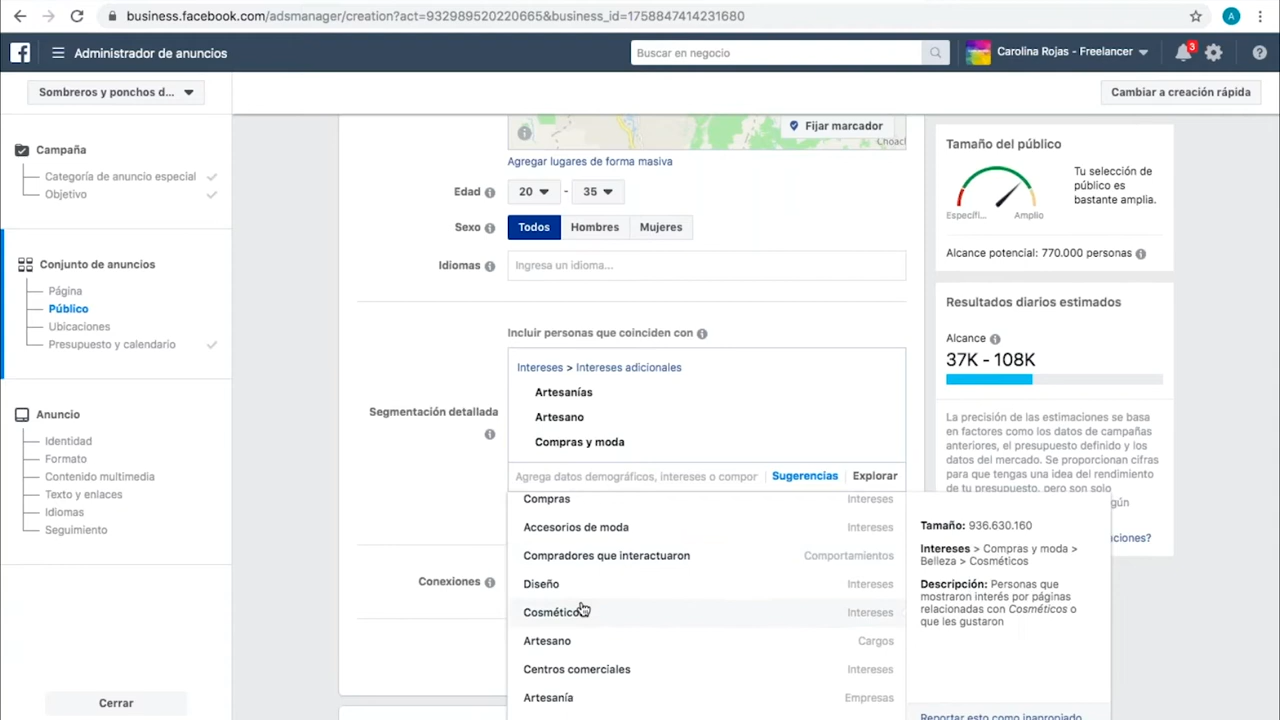 business.facebook.com/adsmanager/creation?act=932989520220665&business_id=1758847414231680
A
Administrador de anuncios
Buscar en negocio
Carolina Rojas - Freelancer
3
Sombreros y ponchos d...
Cambiar a creación rápida
Campaña
Categoría de anuncio especial
Objetivo
Conjunto de anuncios
Página
Público
Ubicaciones
Presupuesto y calendario
Anuncio
Identidad
Formato
Contenido multimedia
Texto y enlaces
Idiomas
Seguimiento
Cerrar
Fijar marcador
Choacl
Agregar lugares de forma masiva
Edad
20 - 35
Sexo
Todos Hombres Mujeres
Idiomas
Ingresa un idioma...
Incluir personas que coinciden con
Segmentación detallada
Intereses > Intereses adicionales
Artesanías
Artesano
Compras y moda
Agrega datos demográficos, intereses o compor
Sugerencias Explorar
Compras Intereses
Accesorios de moda Intereses
Compradores que interactuaron Comportamientos
Diseño Intereses
Cosméticos Intereses
Artesano Cargos
Centros comerciales Intereses
Artesanía Empresas
Conexiones
Tamaño: 936.630.160
Intereses > Compras y moda >
Belleza > Cosméticos
Descripción: Personas que
mostraron interés por páginas
relacionadas con Cosméticos o
que les gustaron
Reportar esto como inapropiado
Tamaño del público
Específi... Amplio
Tu selección de
público es
bastante amplia.
Alcance potencial: 770.000 personas
Resultados diarios estimados
Alcance
37K - 108K
La precisión de las estimaciones se basa
en factores como los datos de campañas
anteriores, el presupuesto definido y los
datos del mercado. Se proporcionan cifras
para que tengas una idea del rendimiento
de tu presupuesto, pero son solo
gún
ciones?